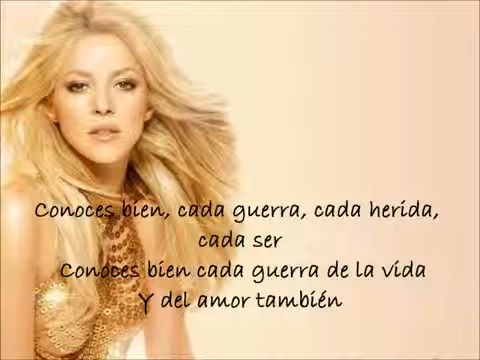 Conoces bien, cada guerra, cada herida,
cada ser
Conoces bien cada guerra de la vida
Y del amor también